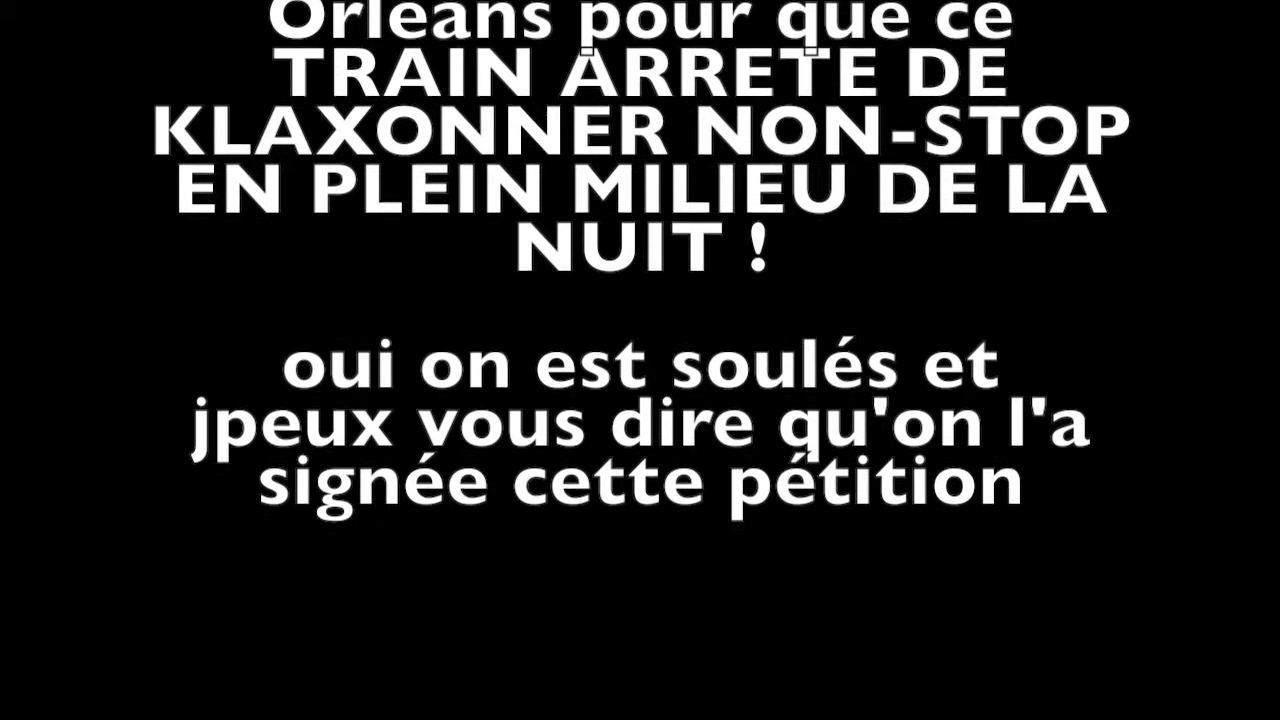 Orléans pour que ce
TRAIN ARRETE DE
KLAXONNER NON-STOP
EN PLEIN MILIEU DE LA
NUIT !
oui on est soulés et
jpeux vous dire qu'on l'a
signée cette pétition